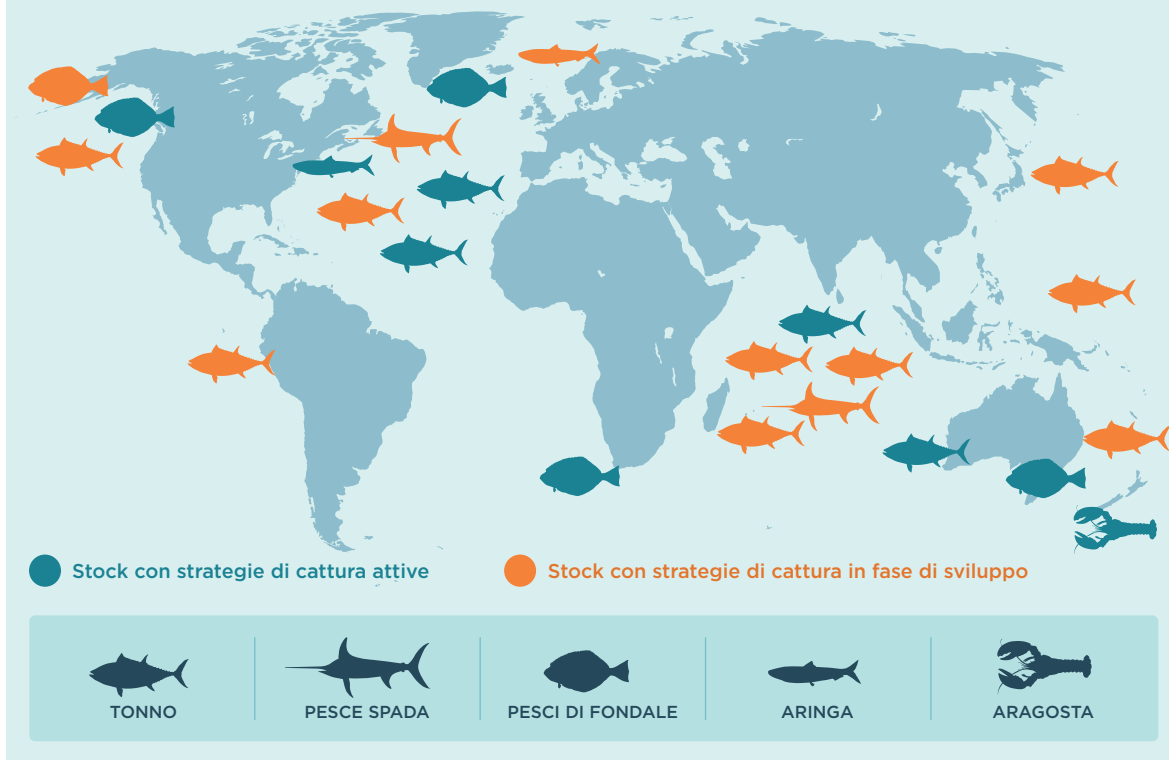 Stock con strategie di cattura attive
Stock con strategie di cattura in fase di sviluppo
TONNO
PESCE SPADA
PESCI DI FONDALE
ARINGA
ARAGOSTA